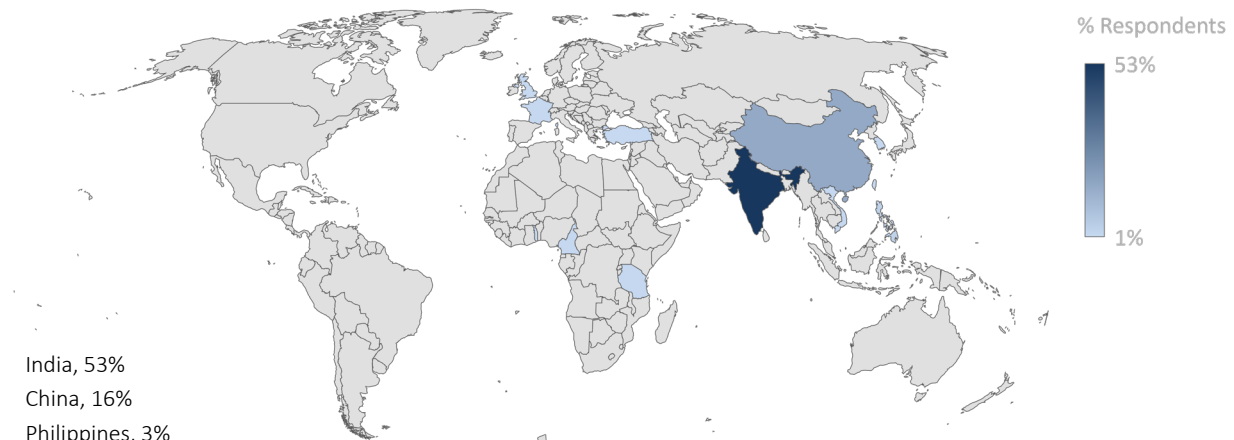 % Respondents
53%
1%
India, 53%
China, 16%
Philippines, 3%